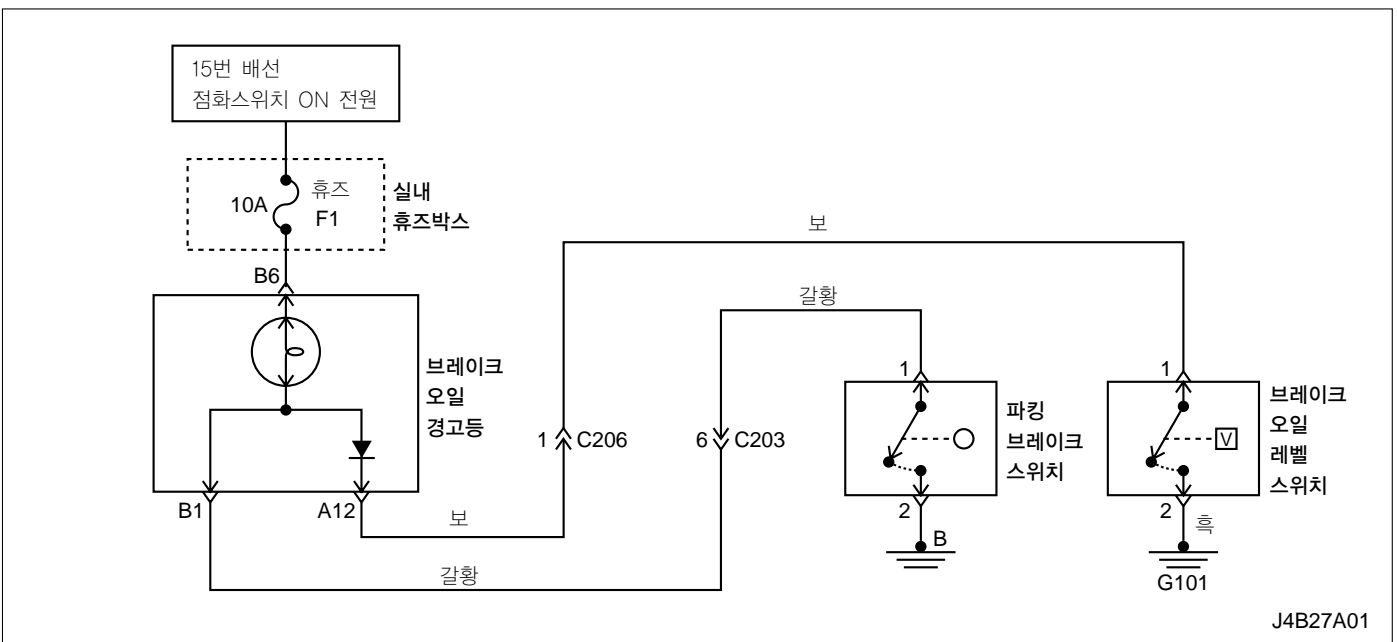 15번 배선
점화스위치 ON 전원
10A
휴즈
F1
실내
휴즈박스
B6
브레이크
오일
경고등
B1
A12
보
갈황
보
갈황
1
C206
6
C203
1
파킹
브레이크
스위치
2
B
1
V
브레이크
오일
레벨
스위치
2
흑
G101
J4B27A01